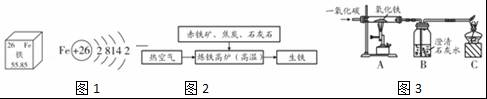 26 Fe
铁
55.85
Fe +26 2 8 14 2
图1
赤铁矿、焦炭、石灰石
热空气
炼铁高炉（高温）
生铁
图2
一氧化碳
氧化铁
澄清
石灰水
A
B
C
图3